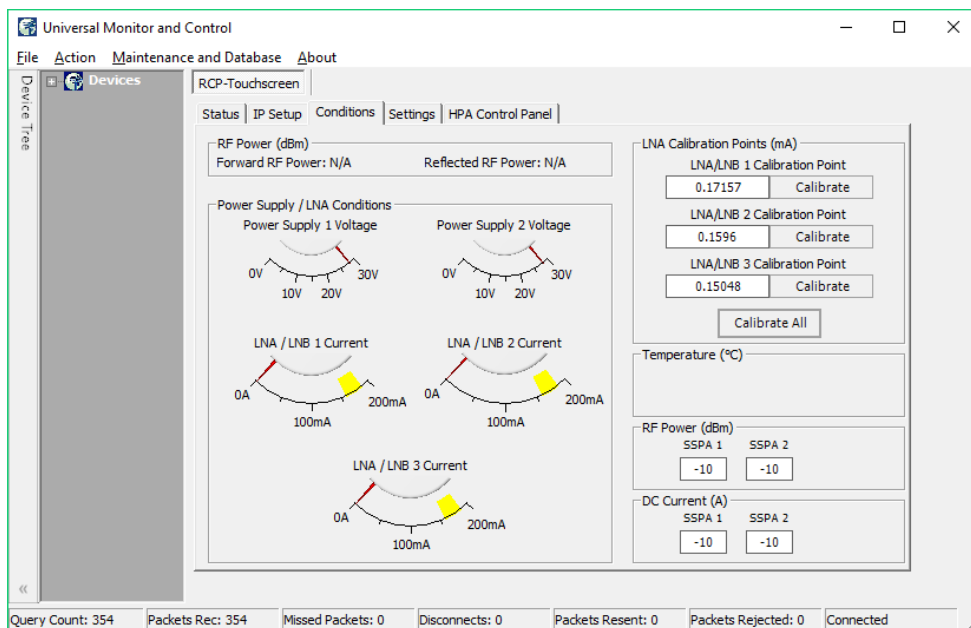 Universal Monitor and Control
File Action Maintenance and Database About
Device Tree
Devices
RCP-Touchscreen
Status IP Setup Conditions Settings HPA Control Panel
RF Power (dBm)
Forward RF Power: N/A Reflected RF Power: N/A
Power Supply / LNA Conditions
Power Supply 1 Voltage
0V 10V 20V 30V
Power Supply 2 Voltage
0V 10V 20V 30V
LNA / LNB 1 Current
0A 100mA 200mA
LNA / LNB 2 Current
0A 100mA 200mA
LNA / LNB 3 Current
0A 100mA 200mA
LNA Calibration Points (mA)
LNA/LNB 1 Calibration Point
0.17157 Calibrate
LNA/LNB 2 Calibration Point
0.1596 Calibrate
LNA/LNB 3 Calibration Point
0.15048 Calibrate
Calibrate All
Temperature (°C)
RF Power (dBm)
SSPA 1 SSPA 2
-10 -10
DC Current (A)
SSPA 1 SSPA 2
-10 -10
«
Query Count: 354 Packets Rec: 354 Missed Packets: 0 Disconnects: 0 Packets Resent: 0 Packets Rejected: 0 Connected